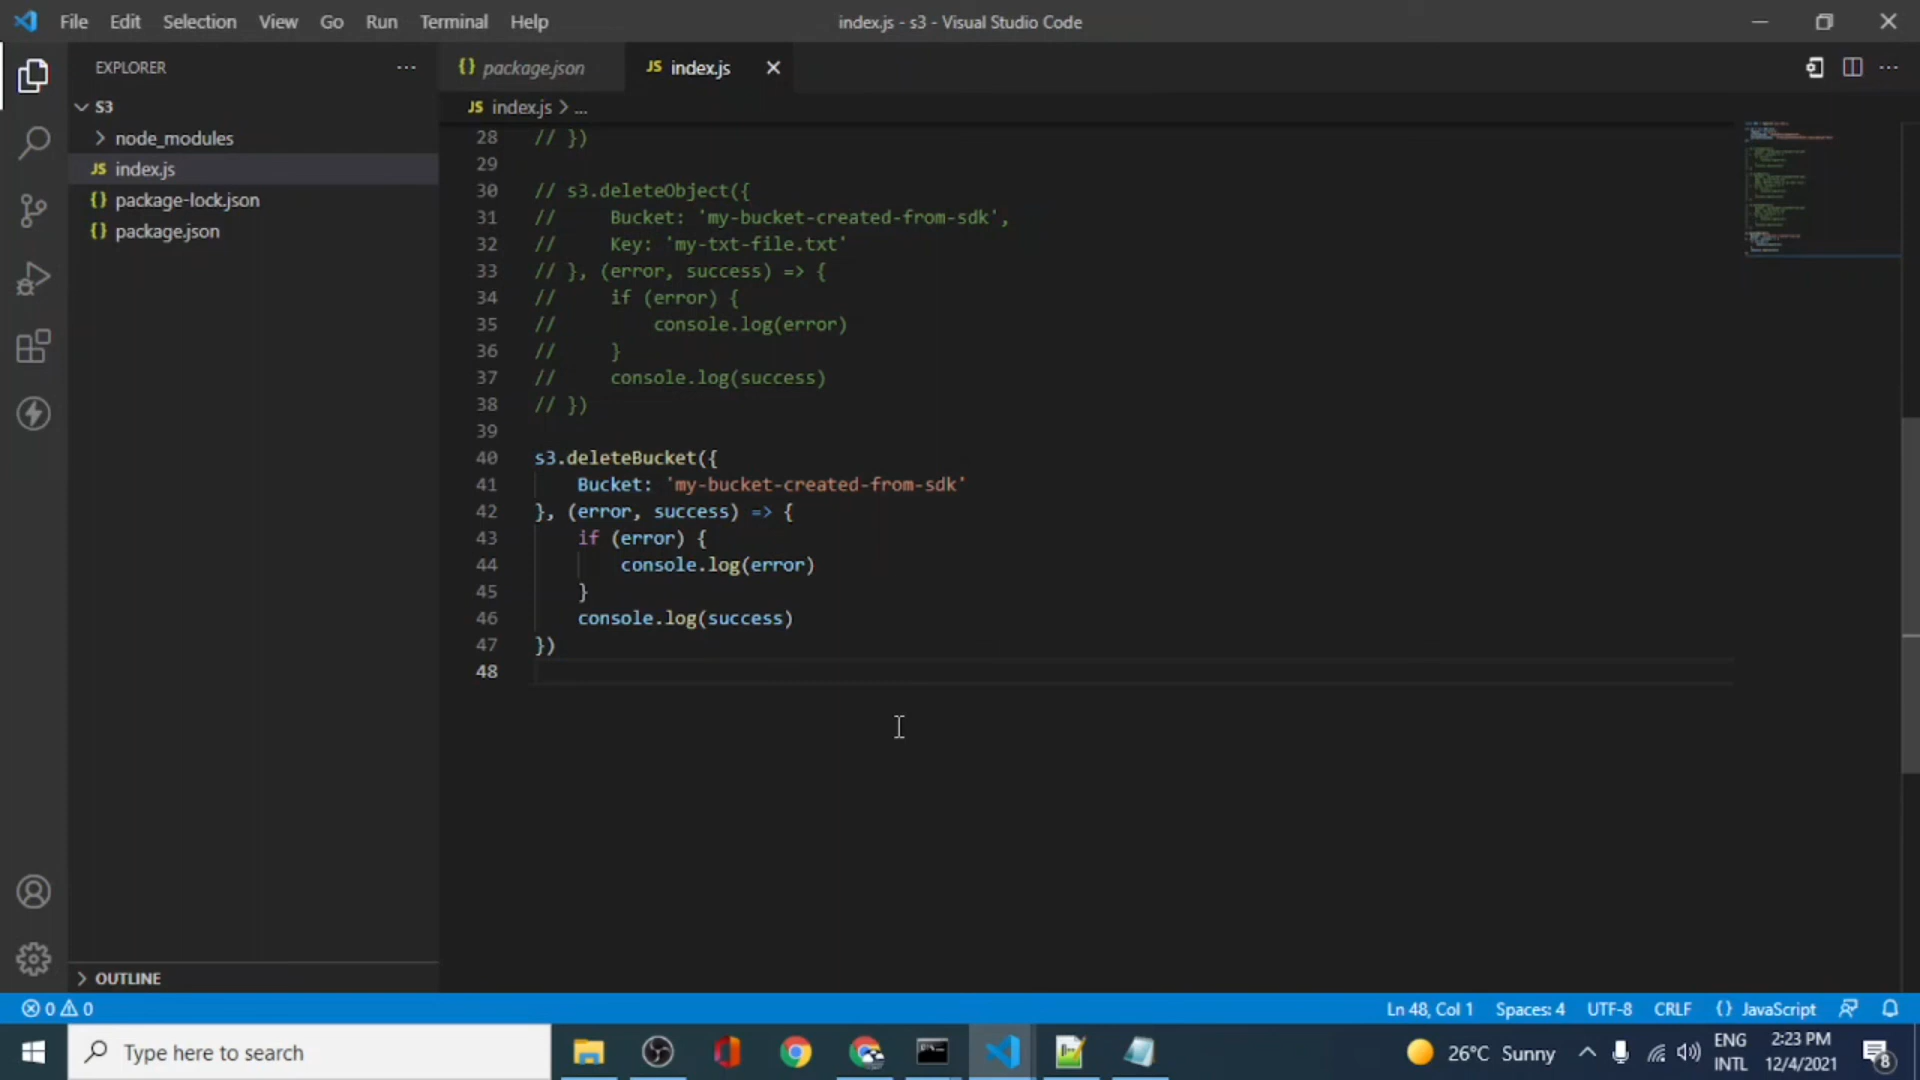 File Edit Selection View Go Run Terminal Help
index.js - s3 - Visual Studio Code
EXPLORER
S3
node_modules
JS index.js
{} package-lock.json
{} package.json
OUTLINE
{} package.json
JS index.js
JS index.js > ...
28 // })
29
30 // s3.deleteObject({
31 //     Bucket: 'my-bucket-created-from-sdk',
32 //     Key: 'my-txt-file.txt'
33 // }, (error, success) => {
34 //     if (error) {
35 //         console.log(error)
36 //     }
37 //     console.log(success)
38 // })
39
40 s3.deleteBucket({
41     Bucket: 'my-bucket-created-from-sdk'
42 }, (error, success) => {
43     if (error) {
44         console.log(error)
45     }
46     console.log(success)
47 })
48
0 0
Ln 48, Col 1 Spaces: 4 UTF-8 CRLF {} JavaScript
Type here to search
26°C Sunny
ENG
INTL
2:23 PM
12/4/2021
8